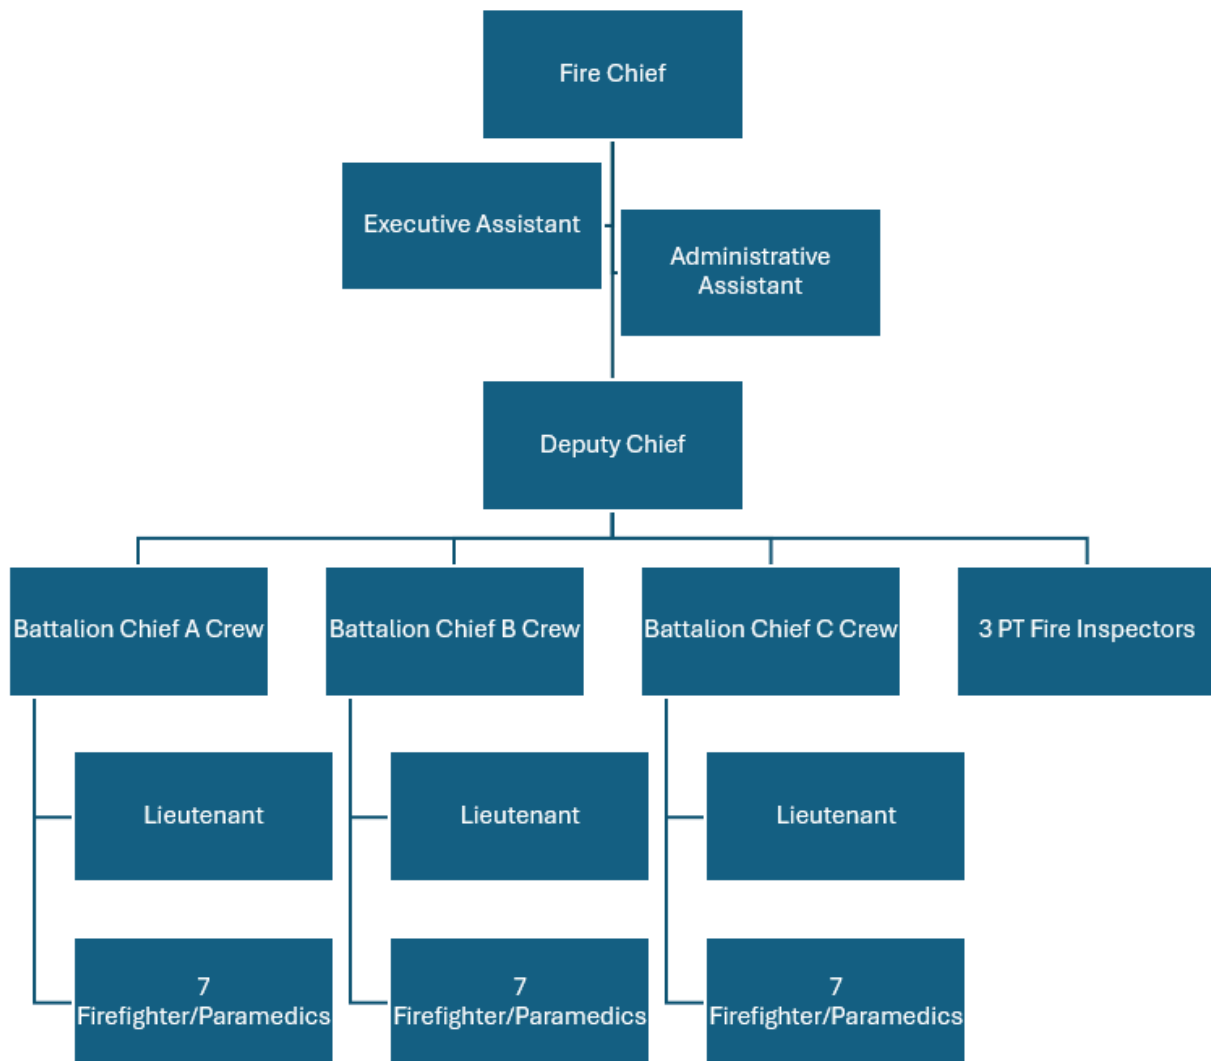 Fire Chief
Executive Assistant
Administrative
Assistant
Deputy Chief
Battalion Chief A Crew
Battalion Chief B Crew
Battalion Chief C Crew
3 PT Fire Inspectors
Lieutenant
Lieutenant
Lieutenant
7
Firefighter/Paramedics
7
Firefighter/Paramedics
7
Firefighter/Paramedics